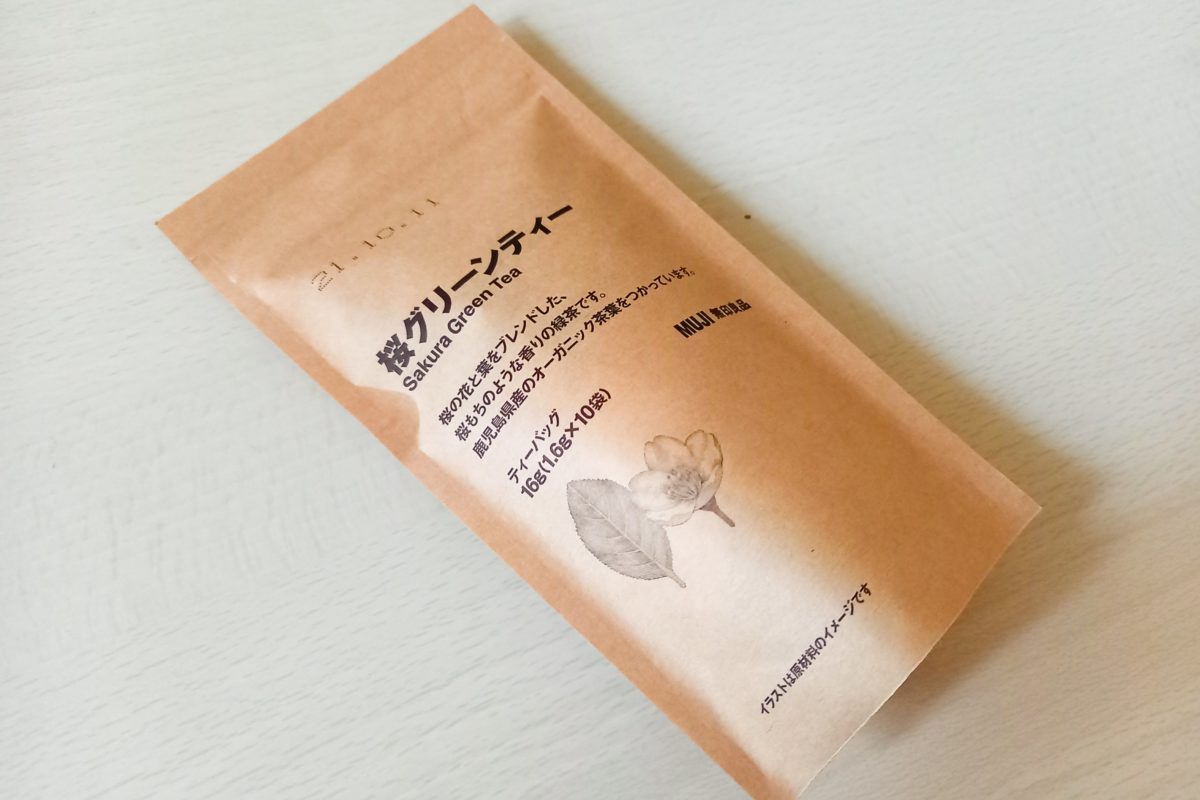 21.10.11
桜グリーンティー
Sakura Green Tea
桜の花と葉をブレンドした、
桜もちのような香りの緑茶です。
鹿児島県産のオーガニック茶葉をつかっています。
ティーバッグ
16g(1.6g×10袋)
MUJI 無印良品
イラストは原材料のイメージです